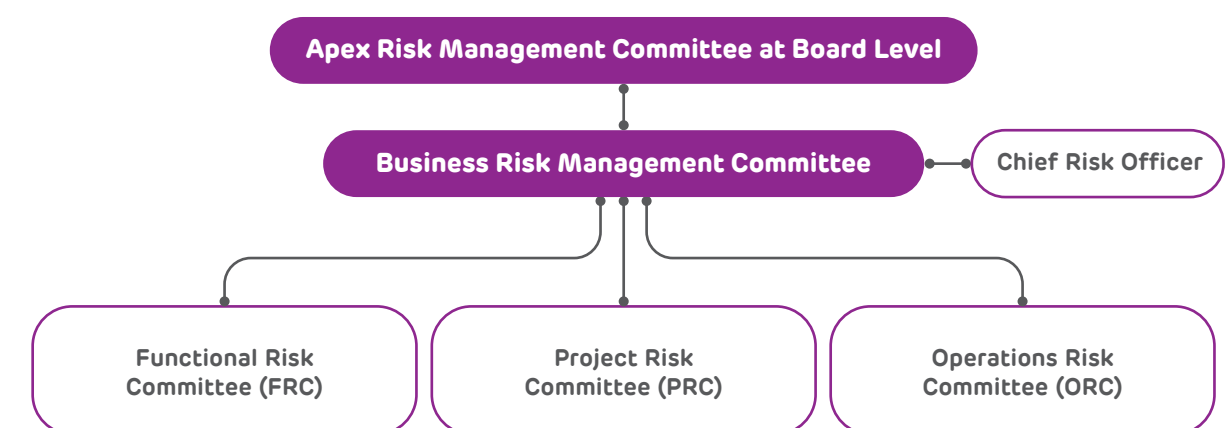 Apex Risk Management Committee at Board Level
Business Risk Management Committee
Chief Risk Officer
Functional Risk
Committee (FRC)
Project Risk
Committee (PRC)
Operations Risk
Committee (ORC)